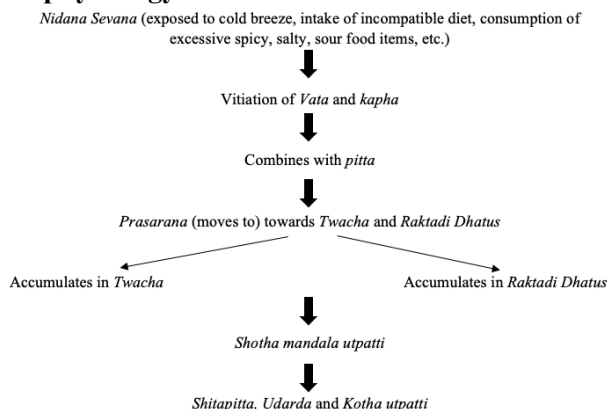 Nidana Sevana (exposed to cold breeze, intake of incompatible diet, consumption of
excessive spicy, salty, sour food items, etc.)
Vitiation of Vata and kapha
Combines with pitta
Prasarana (moves to) towards Twacha and Raktadi Dhatus
Accumulates in Twacha
Accumulates in Raktadi Dhatus
Shotha mandala utpatti
Shitapitta, Udarda and Kotha utpatti